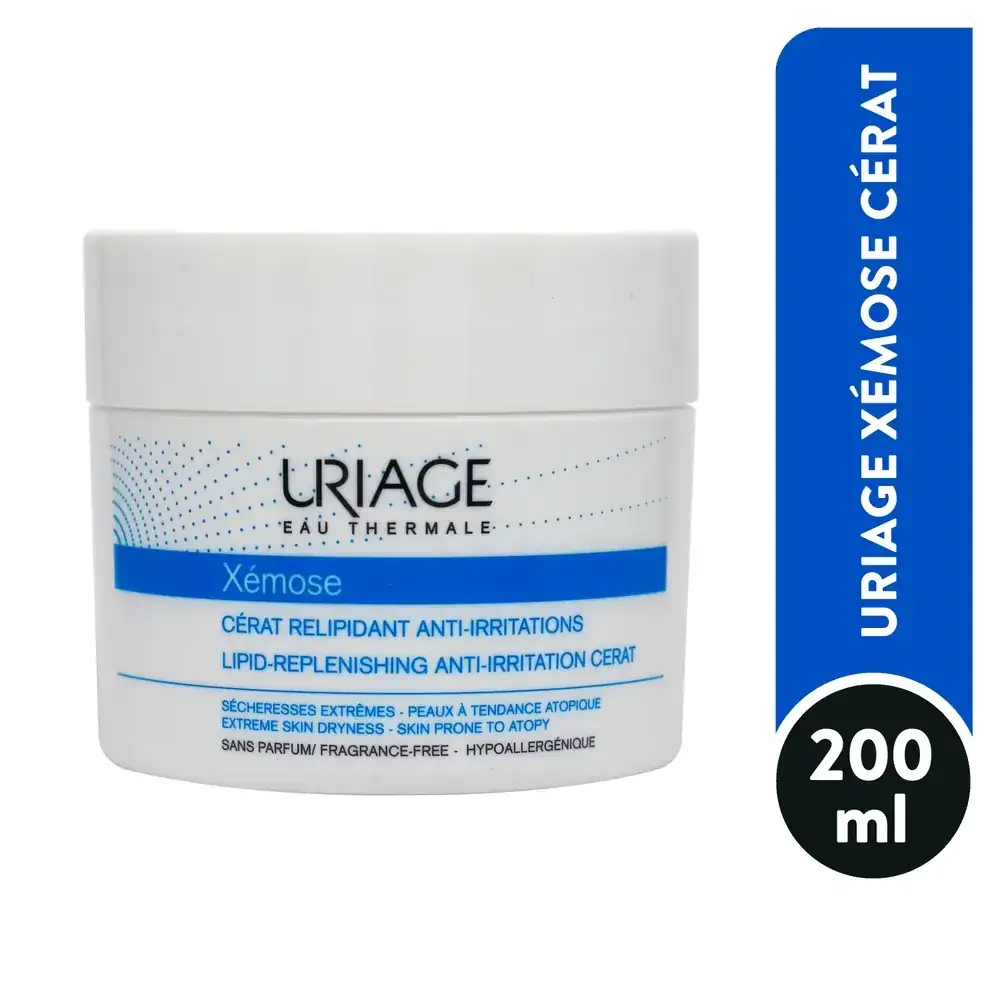 URIAGE
EAU THERMALE
Xémose
CÉRAT RELIPIDANT ANTI-IRRITATIONS
LIPID-REPLENISHING ANTI-IRRITATION CERAT
SÉCHERESSES EXTRÊMES - PEAUX À TENDANCE ATOPIQUE
EXTREME SKIN DRYNESS - SKIN PRONE TO ATOPY
SANS PARFUM/ FRAGRANCE-FREE - HYPOALLERGÉNIQUE
URIAGE XÉMOSE CÉRAT
200
ml